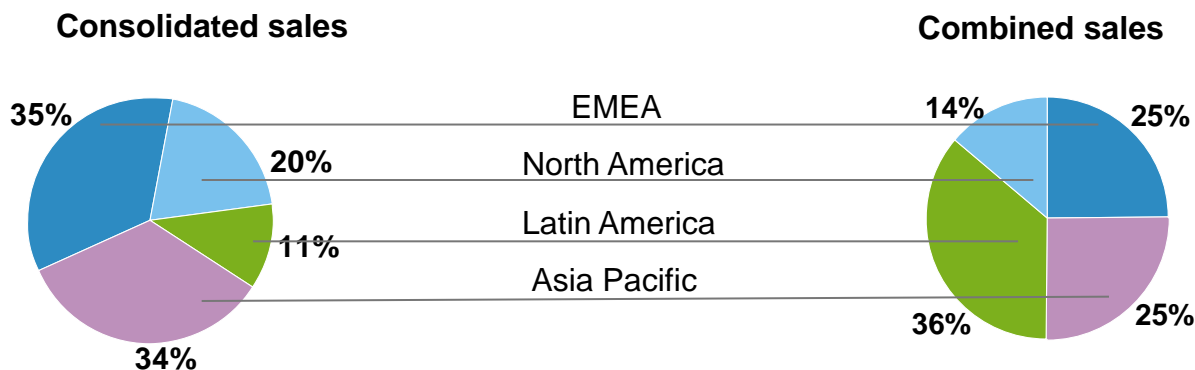 Consolidated sales
Combined sales
35%
EMEA
14%
25%
20%
North America
11%
Latin America
Asia Pacific
36%
25%
34%